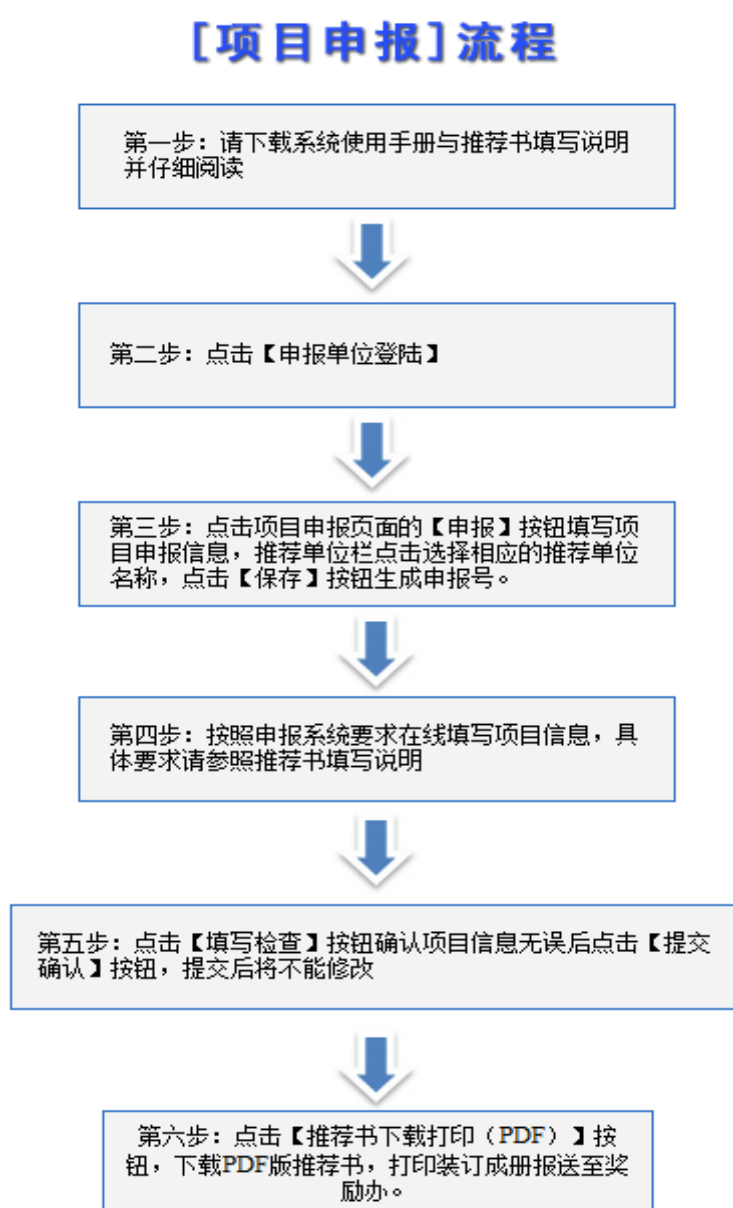 [项目申报]流程
第一步：请下载系统使用手册与推荐书填写说明
并仔细阅读
第二步：点击【申报单位登陆】
第三步：点击项目申报页面的【申报】按钮填写项
目申报信息，推荐单位栏点击选择相应的推荐单位
名称，点击【保存】按钮生成申报号。
第四步：按照申报系统要求在线填写项目信息，具
体要求请参照推荐书填写说明
第五步：点击【填写检查】按钮确认项目信息无误后点击【提交
确认】按钮，提交后将不能修改
第六步：点击【推荐书下载打印（PDF）】按
钮，下载PDF版推荐书，打印装订成册报送至奖
励办。